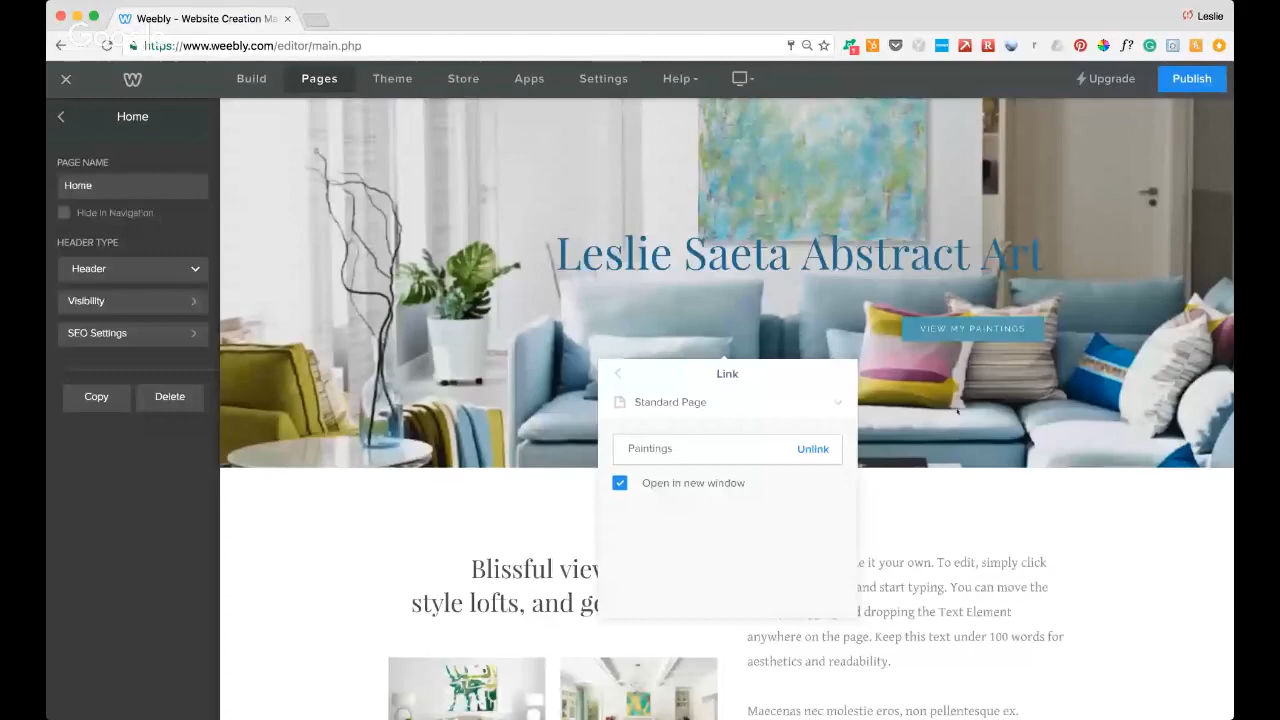 Weebly - Website Creation Ma
Leslie
https://www.weebly.com/editor/main.php
Build
Pages
Theme
Store
Apps
Settings
Help
Upgrade
Publish
Home
PAGE NAME
Home
Hide in Navigation
HEADER TYPE
Header
Visibility
SEO Settings
Copy
Delete
Leslie Saeta Abstract Art
VIEW MY PAINTINGS
Link
Standard Page
Paintings
Unlink
Open in new window
Blissful view
style lofts, and
e it your own. To edit, simply click
and start typing. You can move the
dropping the Text Element
anywhere on the page. Keep this text under 100 words for
aesthetics and readability.
Maecenas nec molestie eros, non pellentesque ex.